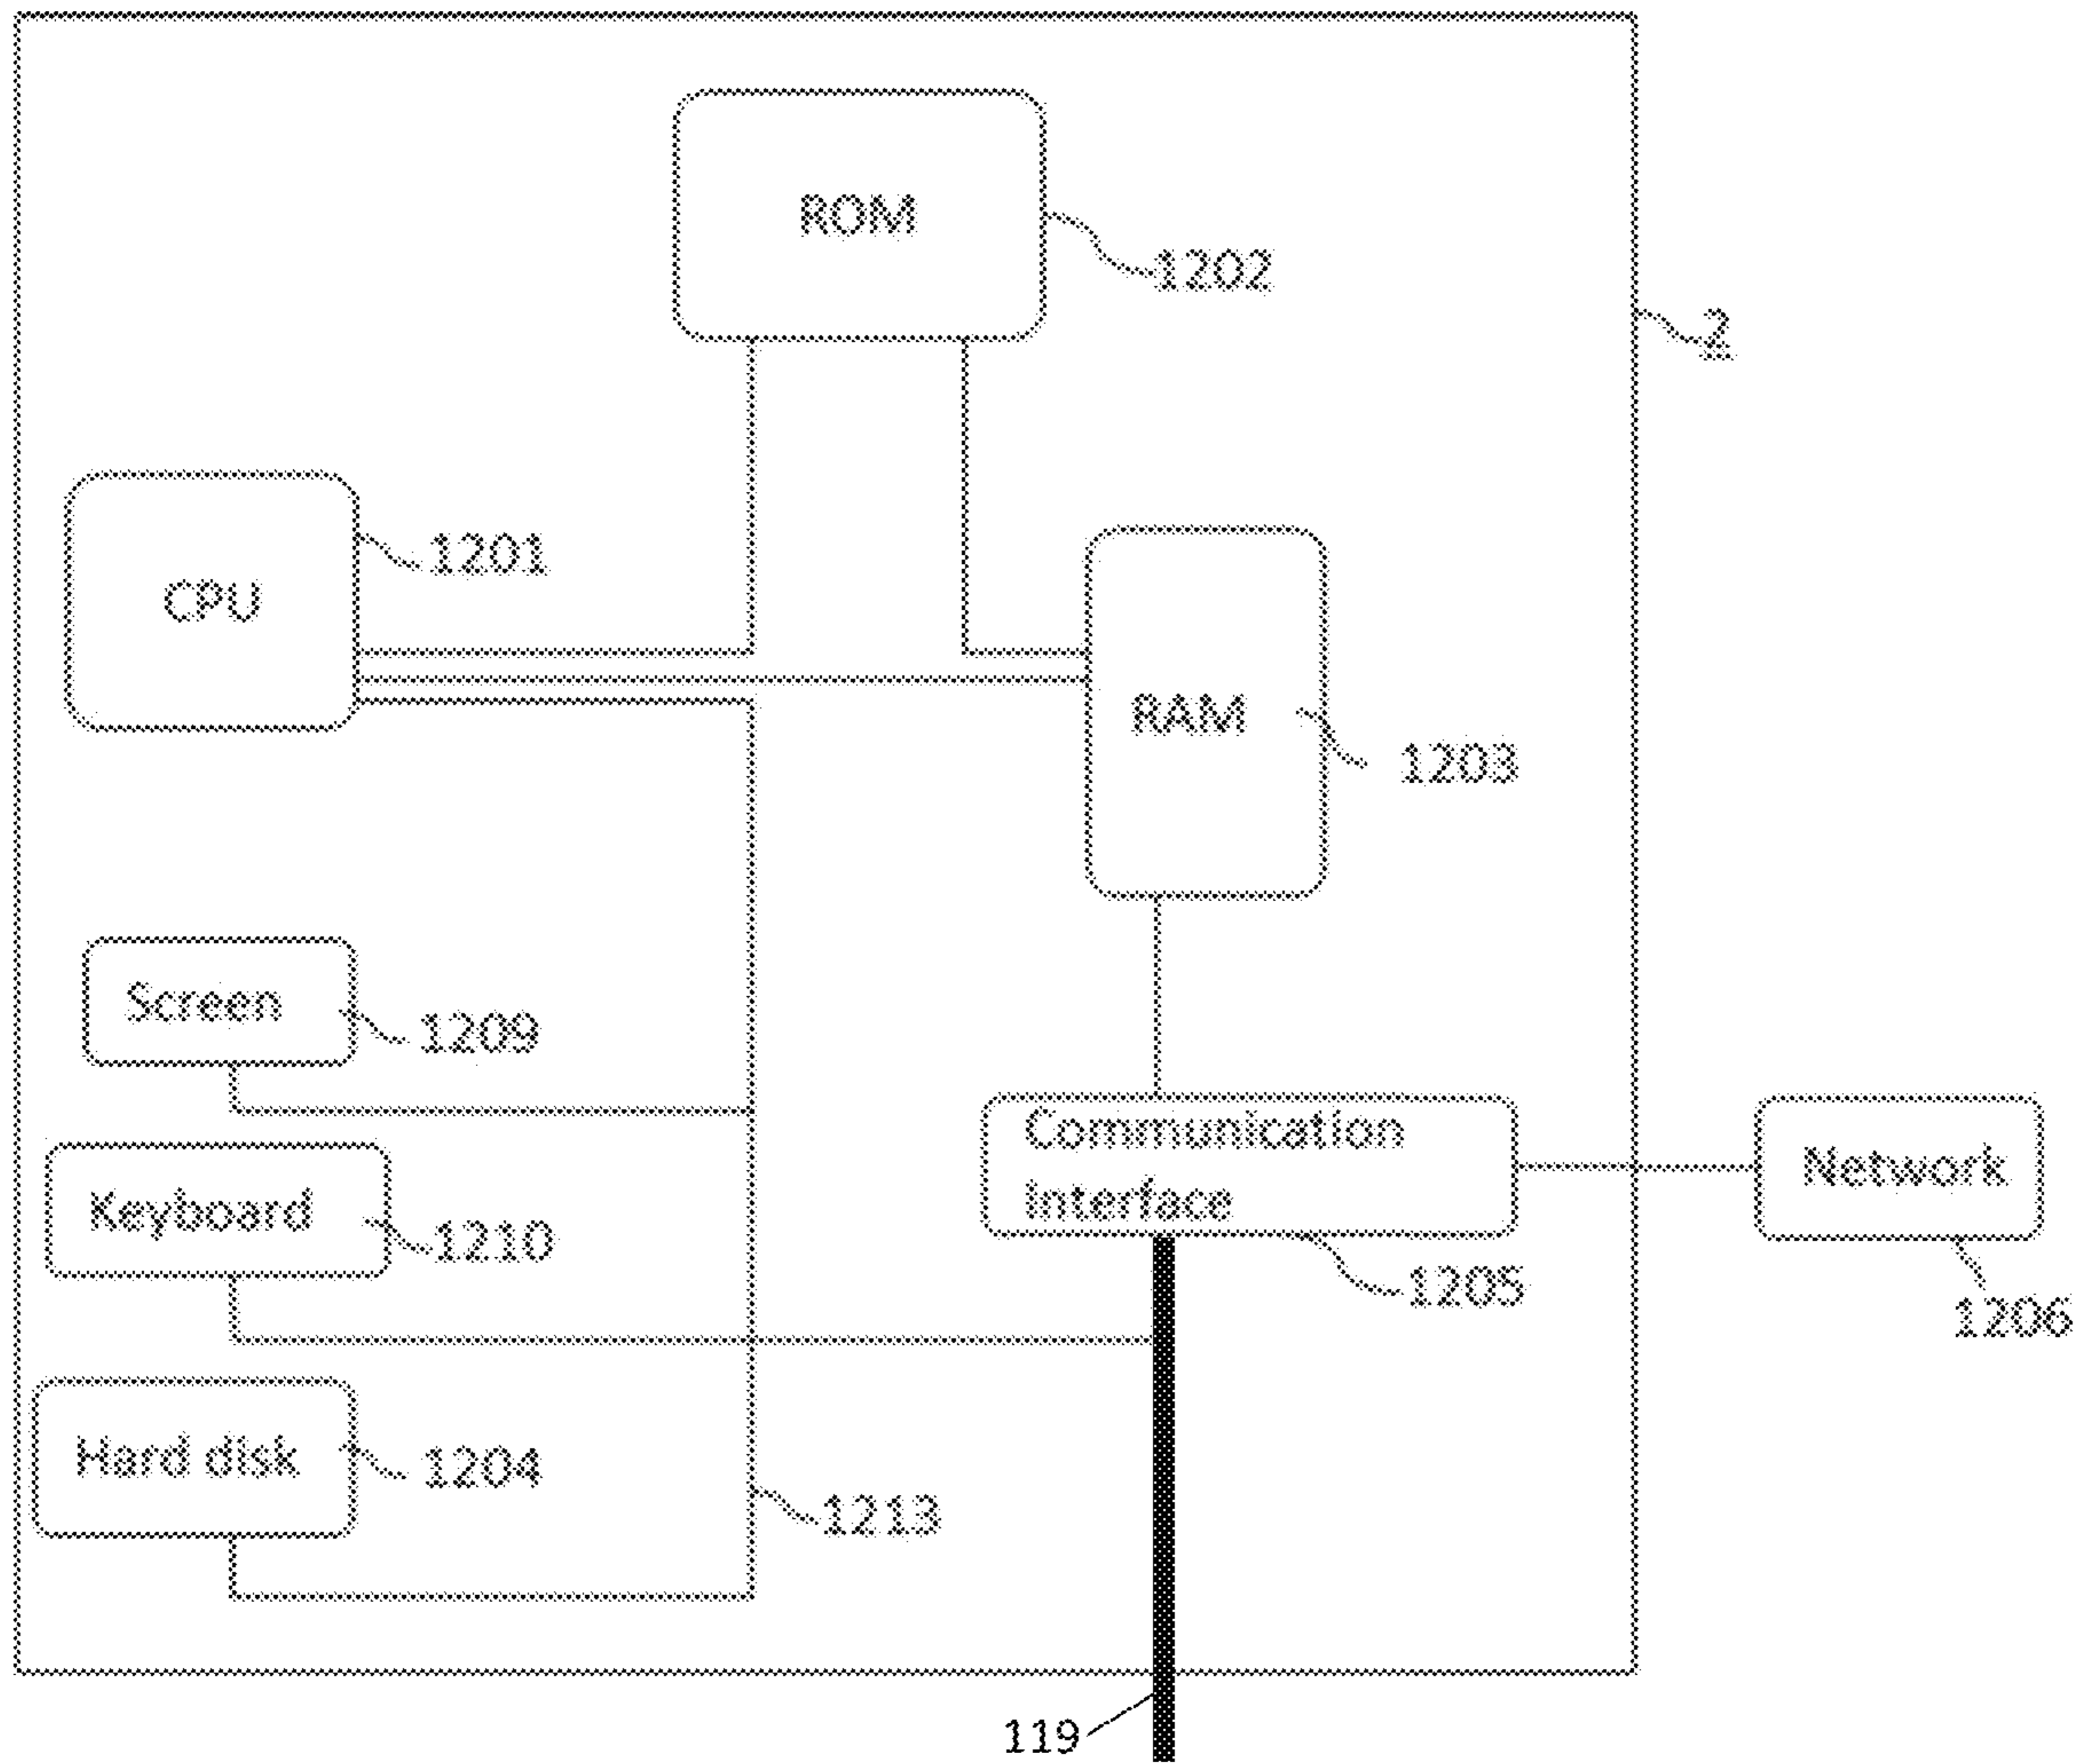 ROM
1202
2
CPU
1201
RAM
1203
Screen
1209
Communication
Interface
Network
Keyboard
1210
1205
1206
Hard disk
1204
1213
119